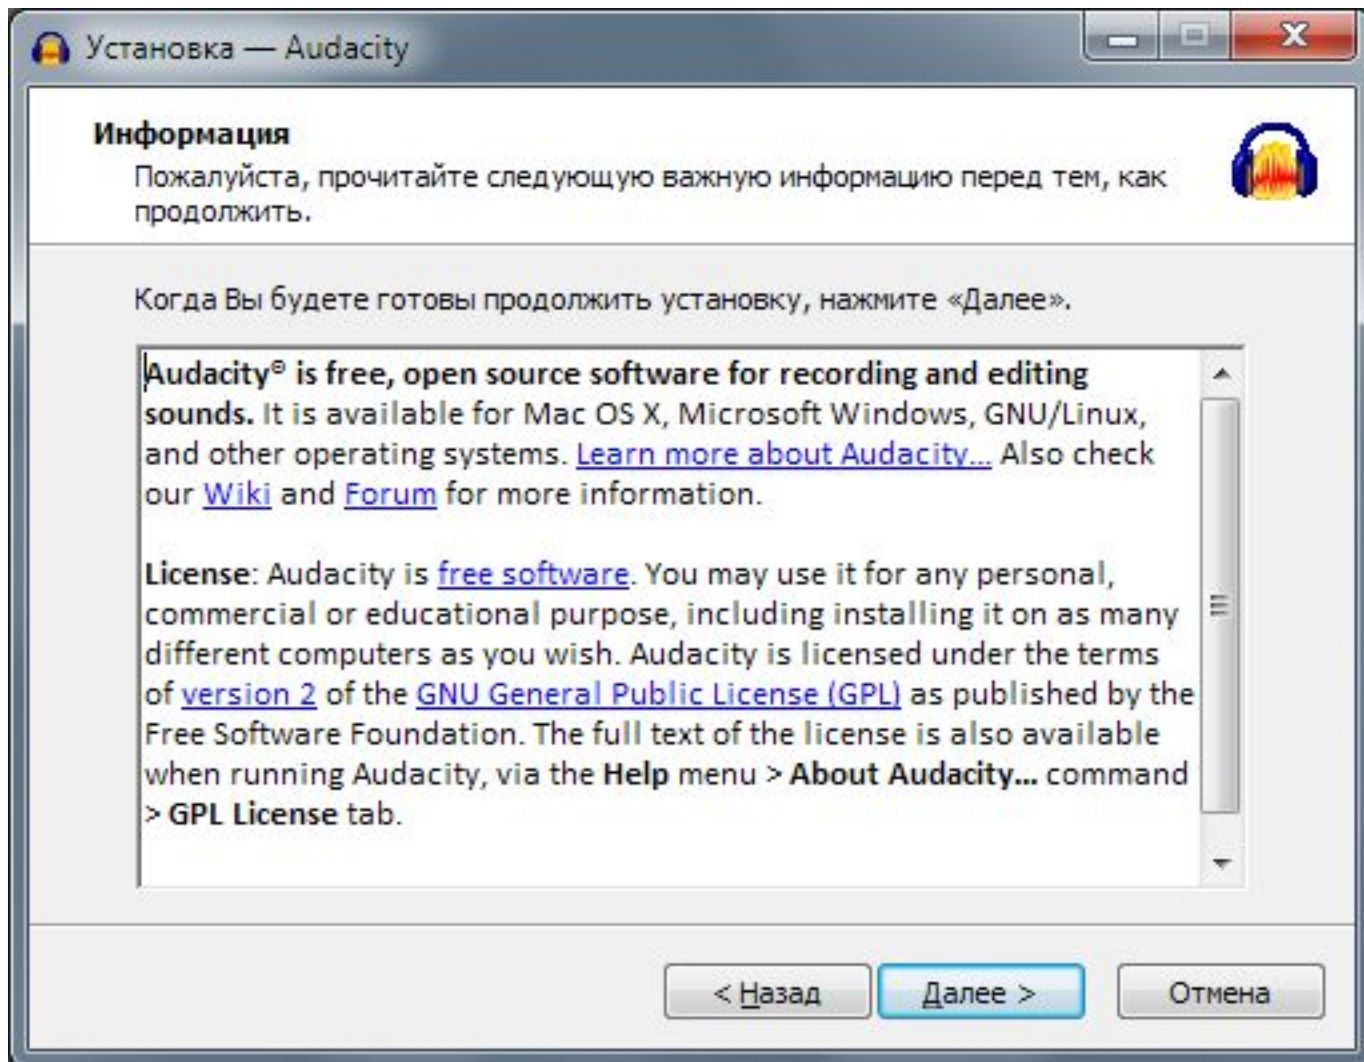 Установка — Audacity
Информация
Пожалуйста, прочитайте следующую важную информацию перед тем, как
продолжить.
Когда Вы будете готовы продолжить установку, нажмите «Далее».
Audacity® is free, open source software for recording and editing
sounds. It is available for Mac OS X, Microsoft Windows, GNU/Linux,
and other operating systems. Learn more about Audacity... Also check
our Wiki and Forum for more information.
License: Audacity is free software. You may use it for any personal,
commercial or educational purpose, including installing it on as many
different computers as you wish. Audacity is licensed under the terms
of version 2 of the GNU General Public License (GPL) as published by the
Free Software Foundation. The full text of the license is also available
when running Audacity, via the Help menu > About Audacity... command
> GPL License tab.
< Назад
Далее >
Отмена